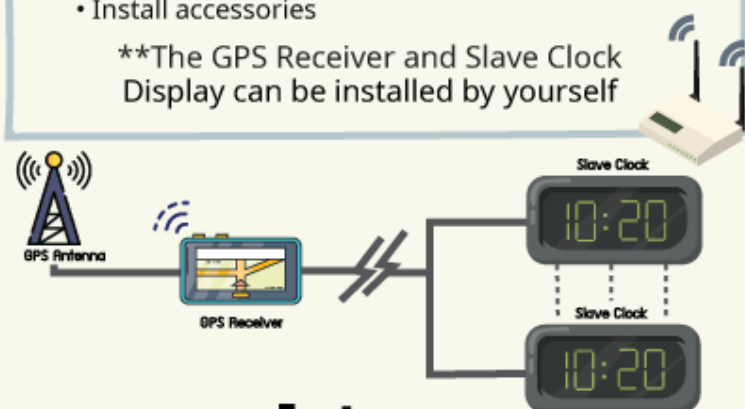 • Install accessories
**The GPS Receiver and Slave Clock
Display can be installed by yourself
Slave Clock
10:20
GPS Antenna
GPS Receiver
Slave Clock
10:20